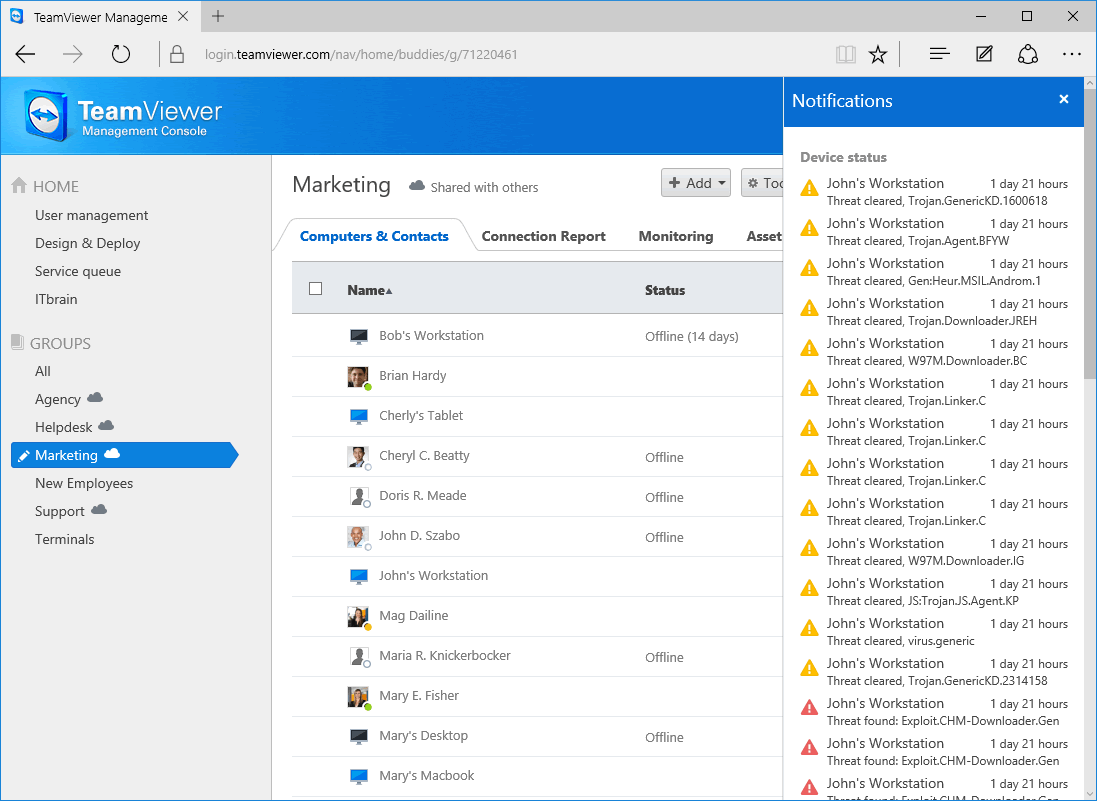 TeamViewer Manageme
login.teamviewer.com/nav/home/buddies/g/71220461
TeamViewer
Management Console
HOME
User management
Design & Deploy
Service queue
ITbrain
GROUPS
All
Agency
Helpdesk
Marketing
New Employees
Support
Terminals
Marketing
Shared with others
Add
Too
Computers & Contacts
Connection Report
Monitoring
Asset
Name
Status
Bob's Workstation
Offline (14 days)
Brian Hardy
Cherly's Tablet
Cheryl C. Beatty
Offline
Doris R. Meade
Offline
John D. Szabo
Offline
John's Workstation
Mag Dailine
Maria R. Knickerbocker
Offline
Mary E. Fisher
Mary's Desktop
Offline
Mary's Macbook
Notifications
Device status
John's Workstation 1 day 21 hours
Threat cleared, Trojan.GenericKD.1600618
John's Workstation 1 day 21 hours
Threat cleared, Trojan.Agent.BFYW
John's Workstation 1 day 21 hours
Threat cleared, Gen:Heur.MSIL.Androm.1
John's Workstation 1 day 21 hours
Threat cleared, Trojan.Downloader.JREH
John's Workstation 1 day 21 hours
Threat cleared, W97M.Downloader.BC
John's Workstation 1 day 21 hours
Threat cleared, Trojan.Linker.C
John's Workstation 1 day 21 hours
Threat cleared, Trojan.Linker.C
John's Workstation 1 day 21 hours
Threat cleared, Trojan.Linker.C
John's Workstation 1 day 21 hours
Threat cleared, Trojan.Linker.C
John's Workstation 1 day 21 hours
Threat cleared, W97M.Downloader.IG
John's Workstation 1 day 21 hours
Threat cleared, JS:Trojan.JS.Agent.KP
John's Workstation 1 day 21 hours
Threat cleared, virus.generic
John's Workstation 1 day 21 hours
Threat cleared, Trojan.GenericKD.2314158
John's Workstation 1 day 21 hours
Threat found: Exploit.CHM-Downloader.Gen
John's Workstation 1 day 21 hours
Threat found: Exploit.CHM-Downloader.Gen
John's Workstation 1 day 21 hours
Threat found: Exploit.CHM-Downloader.Gen